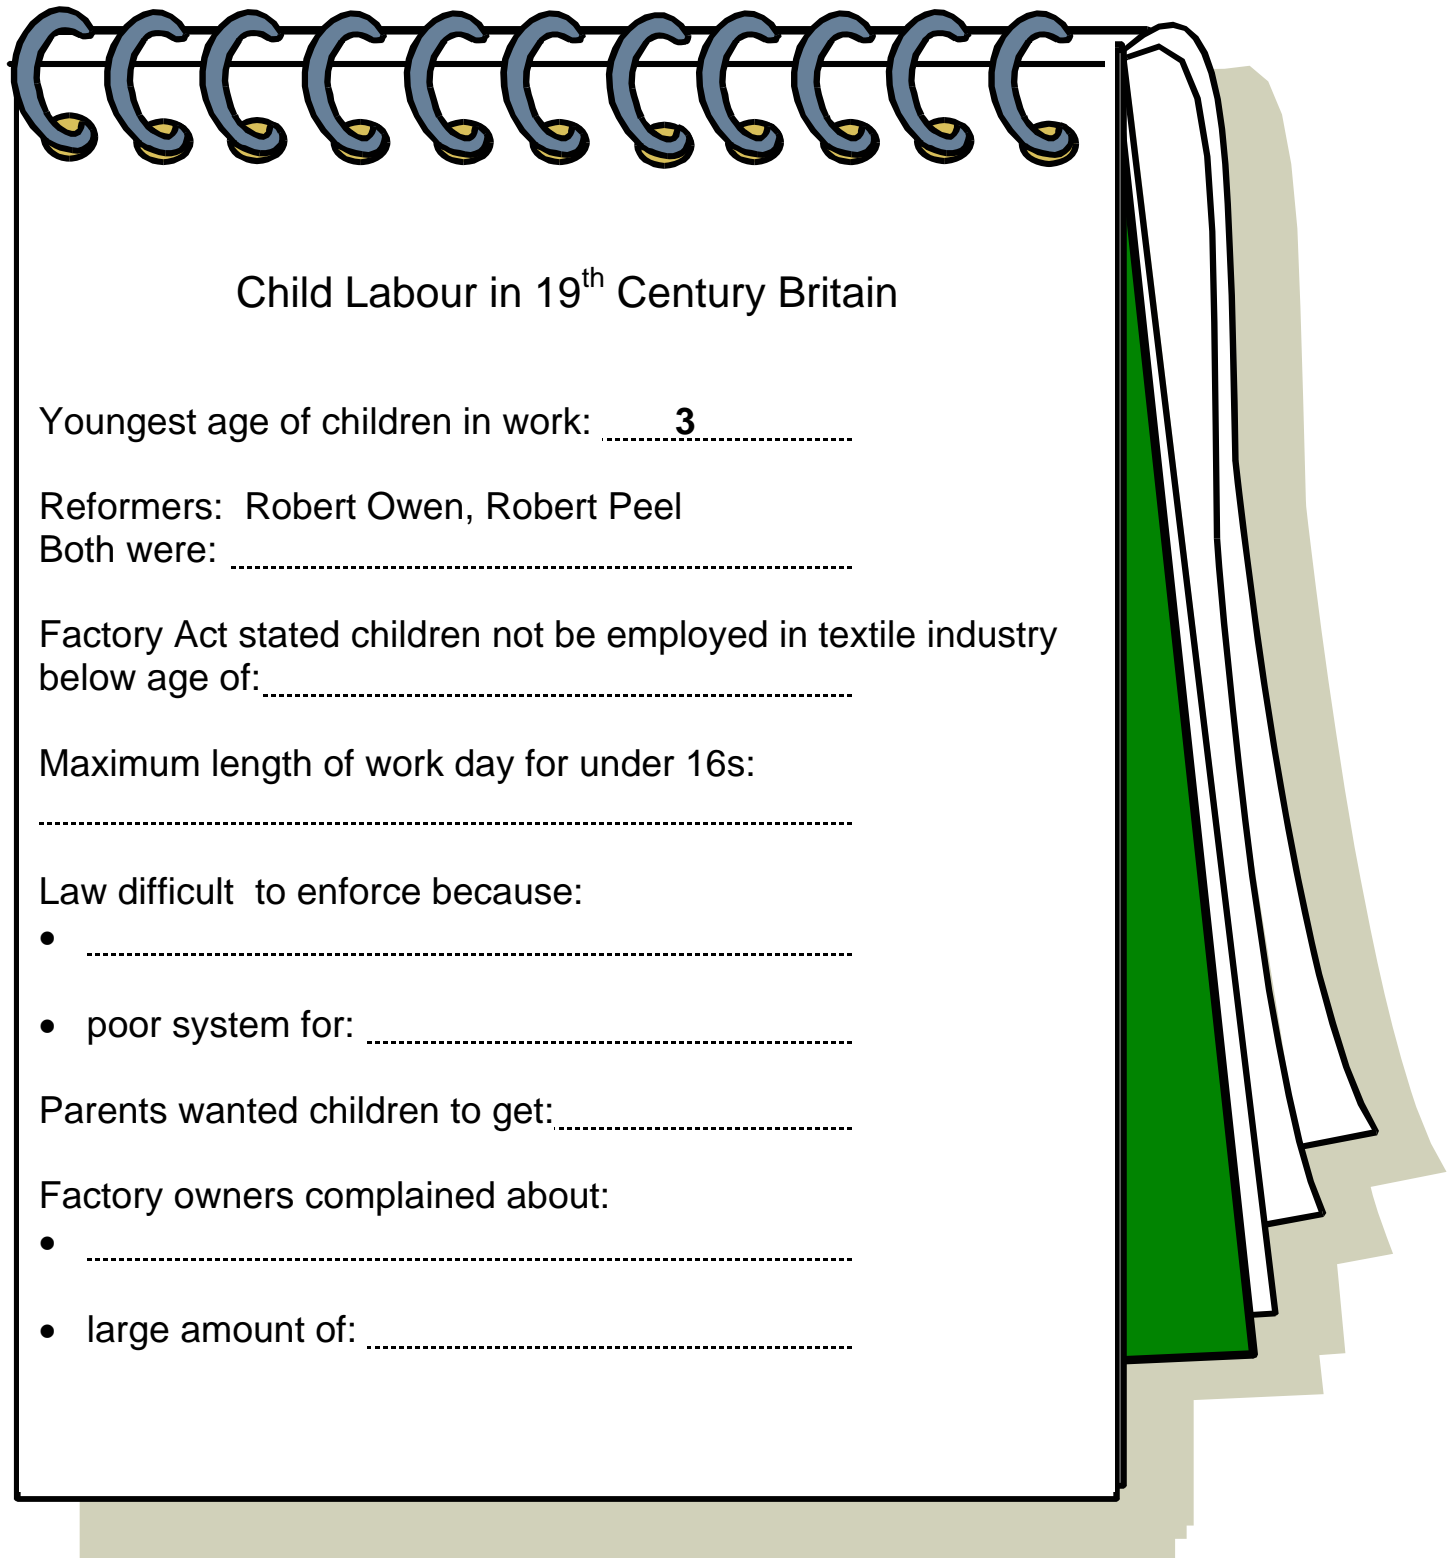 Child Labour in 19th Century Britain
Youngest age of children in work: 3
Reformers: Robert Owen, Robert Peel
Both were:
Factory Act stated children not be employed in textile industry
below age of:
Maximum length of work day for under 16s:
Law difficult to enforce because:
•
• poor system for:
Parents wanted children to get:
Factory owners complained about:
•
• large amount of: